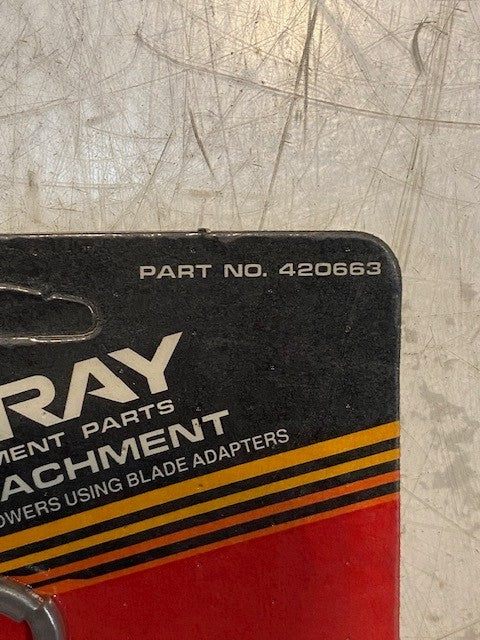 PART NO. 420663
RAY
MENT PARTS
ACHMENT
OWERS USING BLADE ADAPTERS